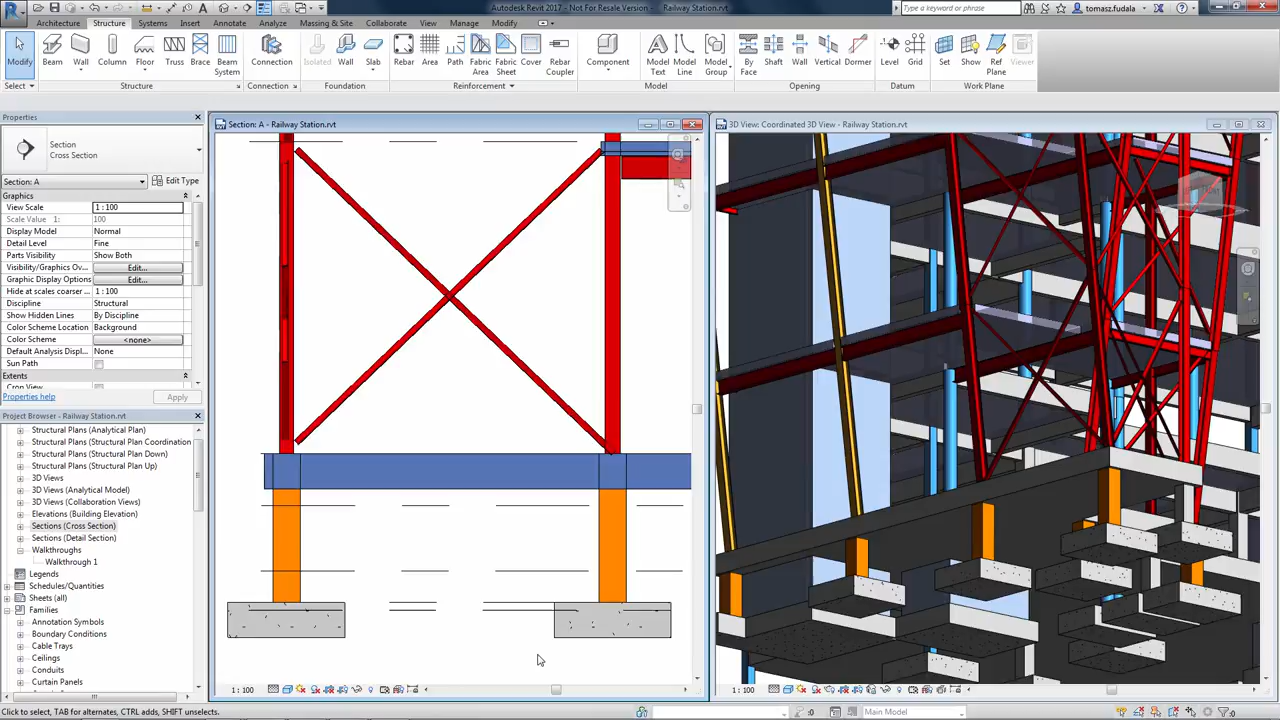 Autodesk Revit 2017 - Not For Resale Version - Railway Station.rvt
Type a keyword or phrase
tomasz.fudala
Architecture Structure Systems Insert Annotate Analyze Massing & Site Collaborate View Manage Modify
Modify Beam Wall Column Floor Truss Brace Beam System Connection Isolated Wall Slab Rebar Area Path Fabric Area Fabric Sheet Cover Rebar Coupler Component Model Text Model Line Model Group By Face Shaft Wall Vertical Dormer Level Grid Set Show Ref Plane Viewer
Select Structure Connection Foundation Reinforcement Model Opening Datum Work Plane
Properties
Section
Cross Section
Section: A Edit Type
Graphics
View Scale 1 : 100
Scale Value 1: 100
Display Model Normal
Detail Level Fine
Parts Visibility Show Both
Visibility/Graphics Ov... Edit...
Graphic Display Options Edit...
Hide at scales coarser ... 1 : 100
Discipline Structural
Show Hidden Lines By Discipline
Color Scheme Location Background
Color Scheme <none>
Default Analysis Displ... None
Sun Path
Extents
Crop View
Properties help Apply
Project Browser - Railway Station.rvt
Structural Plans (Analytical Plan)
Structural Plans (Structural Plan Coordination
Structural Plans (Structural Plan Down)
Structural Plans (Structural Plan Up)
3D Views
3D Views (Analytical Model)
3D Views (Collaboration Views)
Elevations (Building Elevation)
Sections (Cross Section)
Sections (Detail Section)
Walkthroughs
Walkthrough 1
Legends
Schedules/Quantities
Sheets (all)
Families
Annotation Symbols
Boundary Conditions
Cable Trays
Ceilings
Conduits
Curtain Panels
Section: A - Railway Station.rvt
1 : 100
3D View: Coordinated 3D View - Railway Station.rvt
1 : 100
Click to select, TAB for alternates, CTRL adds, SHIFT unselects.
:0
Main Model
:0